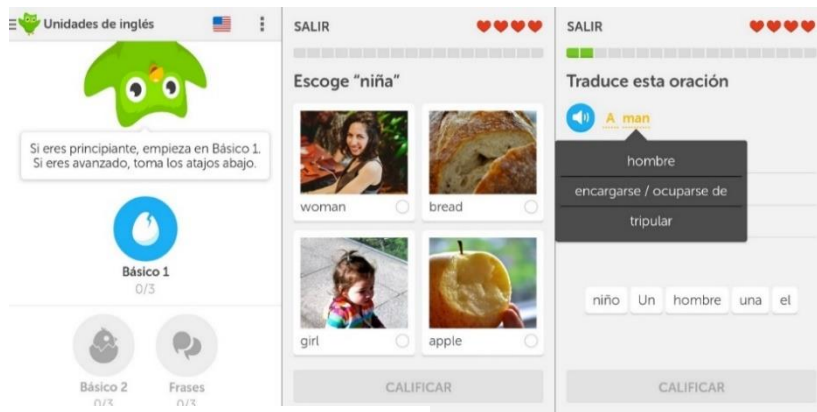 Unidades de inglés
Si eres principiante, empieza en Básico 1.
Si eres avanzado, toma los atajos abajo.
Básico 1
0/3
Básico 2
Frases
0/3
0/3
SALIR
Escoge “niña”
woman
bread
girl
apple
CALIFICAR
SALIR
Traduce esta oración
A man
hombre
encargarse / ocuparse de
tripular
niño Un hombre una el
CALIFICAR